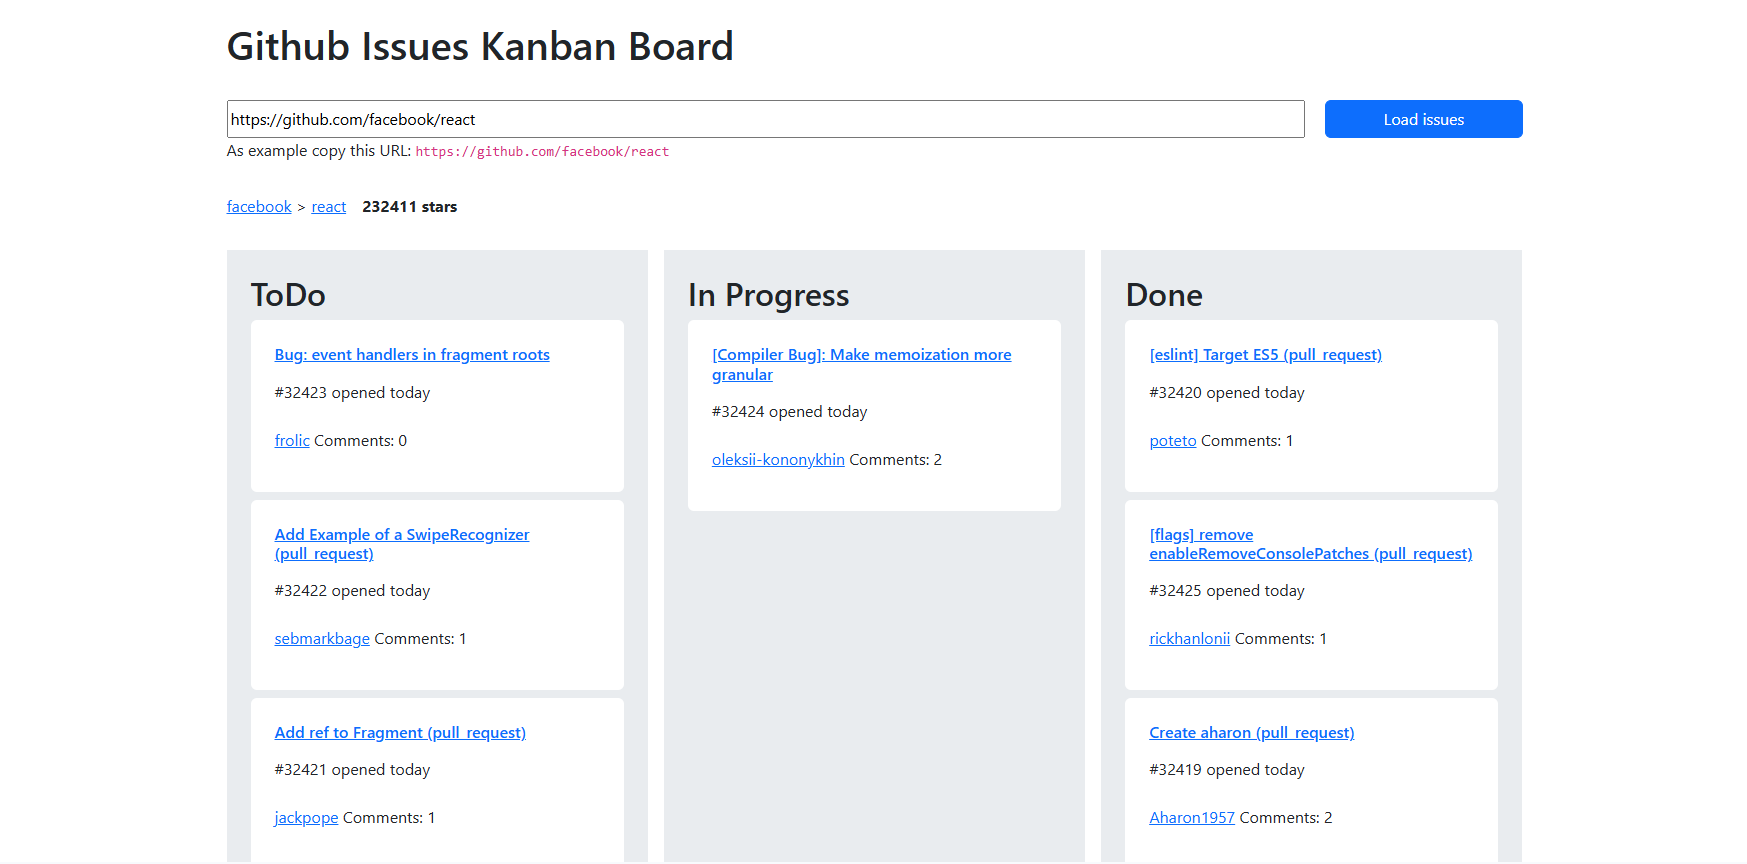 Github Issues Kanban Board
https://github.com/facebook/react
Load issues
As example copy this URL: https://github.com/facebook/react
facebook > react 232411 stars
ToDo
Bug: event handlers in fragment roots
#32423 opened today
frolic Comments: 0
Add Example of a SwipeRecognizer
(pull_request)
#32422 opened today
sebmarkbage Comments: 1
Add ref to Fragment (pull_request)
#32421 opened today
jackpope Comments: 1
In Progress
[Compiler Bug]: Make memoization more
granular
#32424 opened today
oleksii-kononykhin Comments: 2
Done
[eslint] Target ES5 (pull_request)
#32420 opened today
poteto Comments: 1
[flags] remove
enableRemoveConsolePatches (pull_request)
#32425 opened today
rickhanlonii Comments: 1
Create aharon (pull_request)
#32419 opened today
Aharon1957 Comments: 2